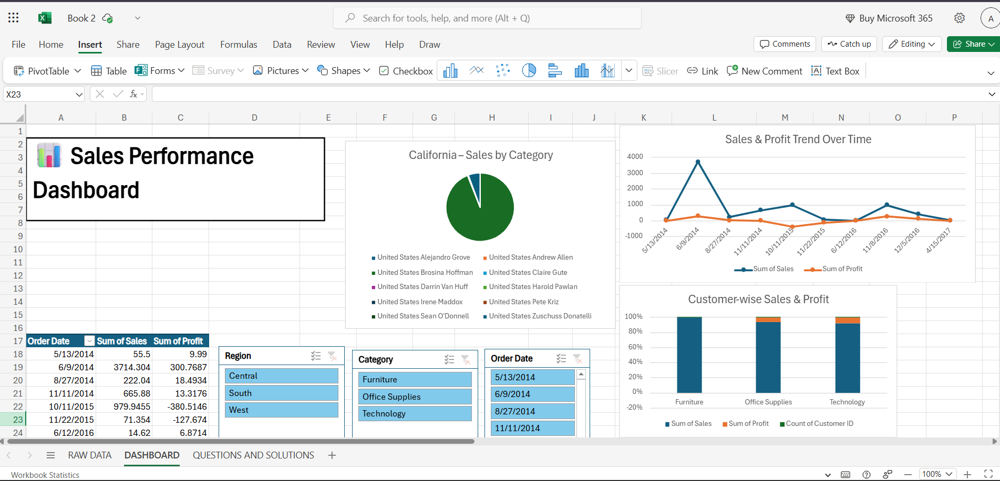 Book 2
Search for tools, help, and more (Alt + Q)
Buy Microsoft 365
A
File Home Insert Share Page Layout Formulas Data Review View Help Draw
Comments Catch up Editing Share
PivotTable Table Forms Survey Pictures Shapes Checkbox Slicer Link New Comment Text Box
X23 fx
A B C D E F G H I J K L M N O P
1
2
3
4
5
6
7
8
9
10
11
12
13
14
15
16
Sales Performance
Dashboard
California – Sales by Category
United States Alejandro Grove United States Andrew Allen
United States Brosina Hoffman United States Claire Gute
United States Darrin Van Huff United States Harold Pawlan
United States Irene Maddox United States Pete Kriz
United States Sean O'Donnell United States Zuschuss Donatelli
Sales & Profit Trend Over Time
4000
3000
2000
1000
0
-1000
5/13/2014 6/9/2014 8/27/2014 11/11/2014 10/11/2015 11/22/2015 6/12/2016 11/8/2016 12/5/2016 4/15/2017
Sum of Sales Sum of Profit
Customer-wise Sales & Profit
100%
80%
60%
40%
20%
0%
-20%
Furniture Office Supplies Technology
Sum of Sales Sum of Profit Count of Customer ID
17 Order Date Sum of Sales Sum of Profit
18 5/13/2014 55.5 9.99
19 6/9/2014 3714.304 300.7687
20 8/27/2014 222.04 18.4934
21 11/11/2014 665.88 13.3176
22 10/11/2015 979.9455 -380.5146
23 11/22/2015 71.354 -127.674
24 6/12/2016 14.62 6.8714
Region
Central
South
West
Category
Furniture
Office Supplies
Technology
Order Date
5/13/2014
6/9/2014
8/27/2014
11/11/2014
RAW DATA DASHBOARD QUESTIONS AND SOLUTIONS
Workbook Statistics
100%